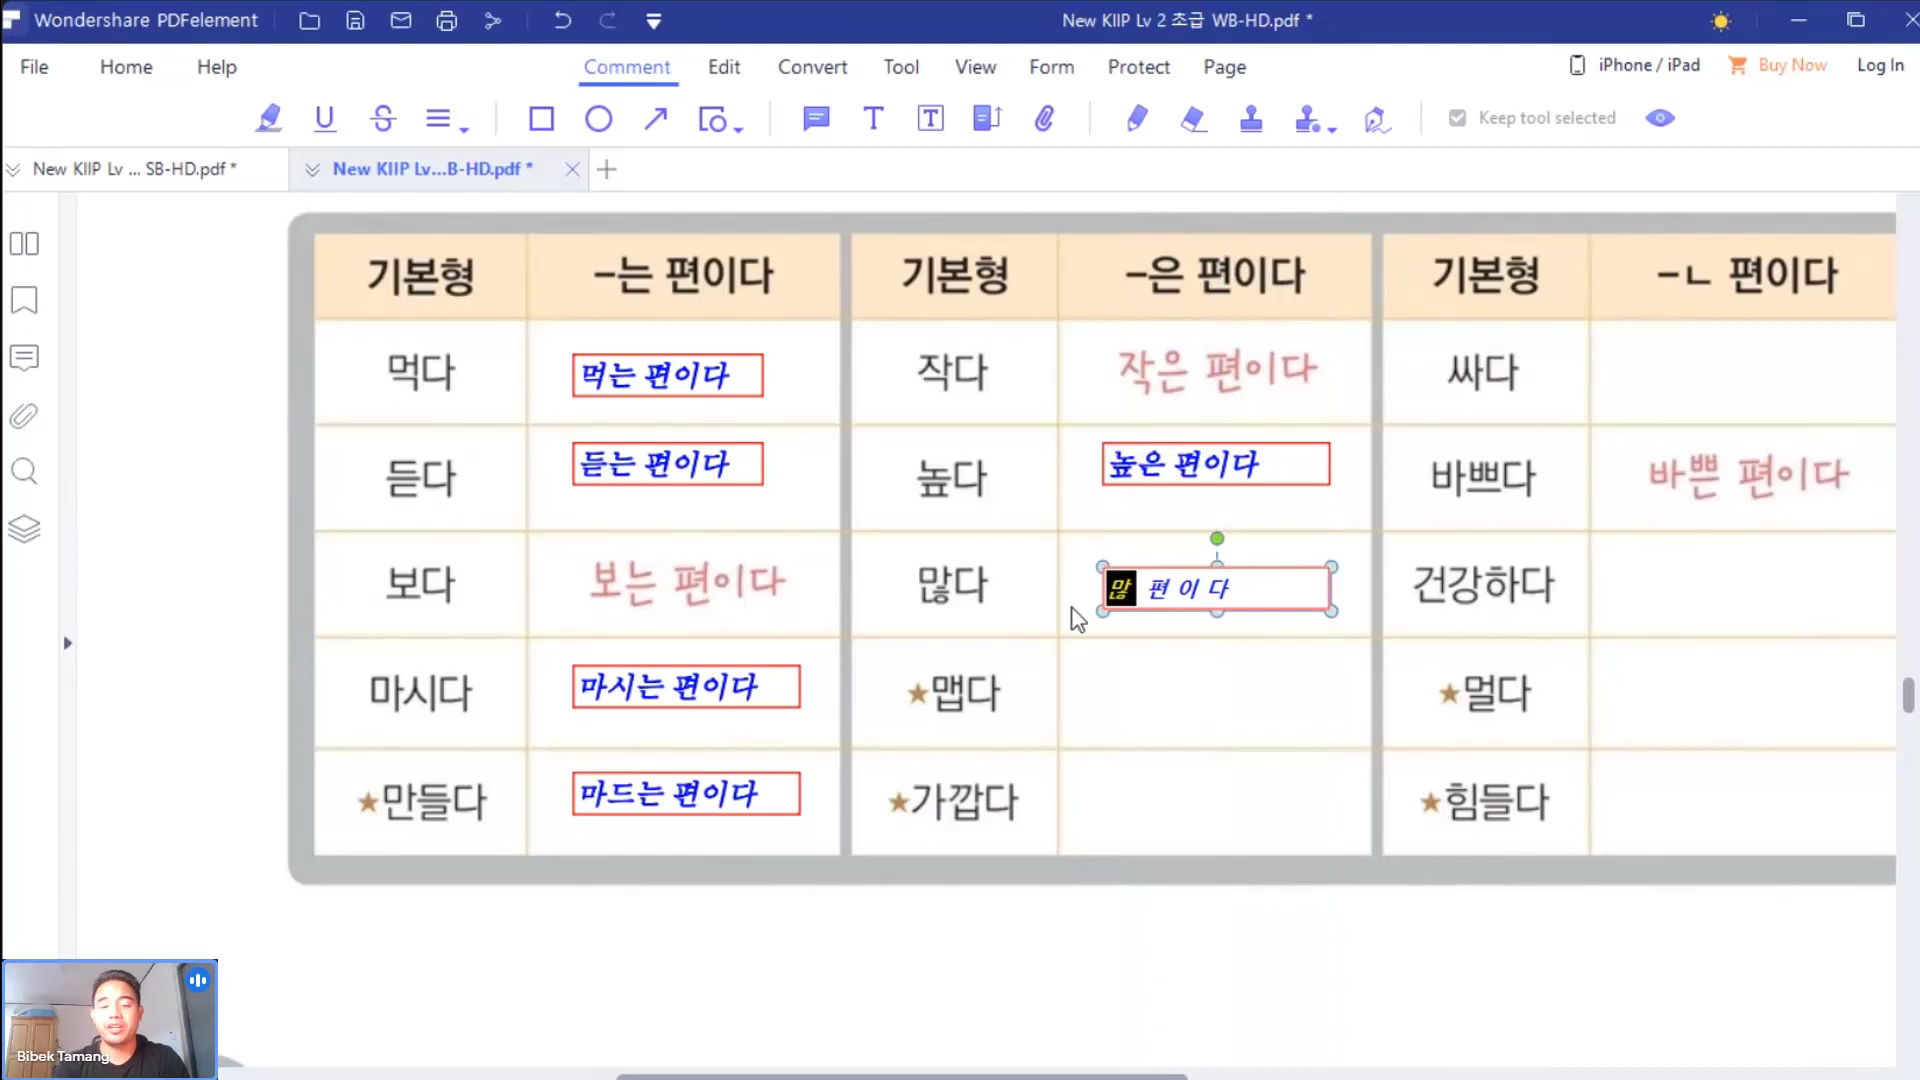 Wondershare PDFelement
New KIIP Lv 2 초급 WB-HD.pdf *
File Home Help Comment Edit Convert Tool View Form Protect Page iPhone / iPad Buy Now Log In
Keep tool selected
New KIIP Lv ... SB-HD.pdf * New KIIP Lv...B-HD.pdf *
기본형 -는 편이다 기본형 -은 편이다 기본형 -ㄴ 편이다
먹다 먹는 편이다 작다 작은 편이다 싸다
듣다 듣는 편이다 높다 높은 편이다 바쁘다 바쁜 편이다
보다 보는 편이다 많다 많 편 이 다 건강하다
마시다 마시는 편이다 ★맵다 ★멀다
★만들다 마드는 편이다 ★가깝다 ★힘들다
Bibek Tamang